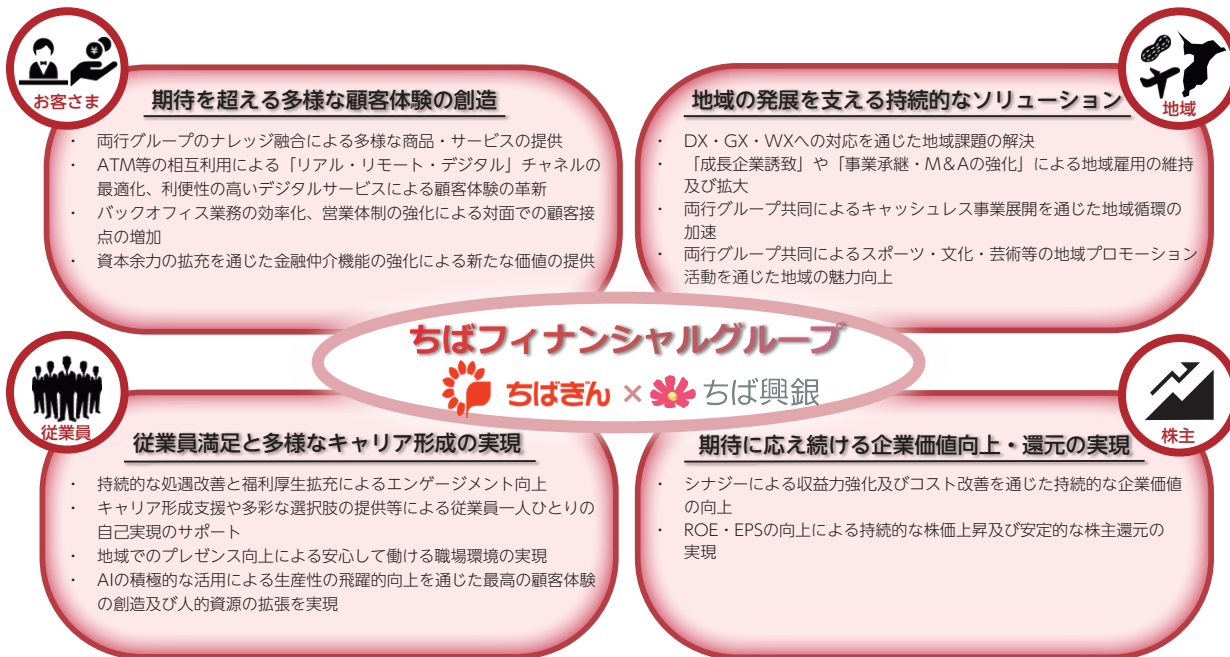 お客さま
期待を超える多様な顧客体験の創造
・ 両行グループのナレッジ融合による多様な商品・サービスの提供
・ ATM等の相互利用による「リアル・リモート・デジタル」チャネルの
最適化、利便性の高いデジタルサービスによる顧客体験の革新
・ バックオフィス業務の効率化、営業体制の強化による対面での顧客接
点の増加
・ 資本余力の拡充を通じた金融仲介機能の強化による新たな価値の提供
地域
地域の発展を支える持続的なソリューション
・ DX・GX・WXへの対応を通じた地域課題の解決
・ 「成長企業誘致」や「事業承継・M＆Aの強化」による地域雇用の維持
及び拡大
・ 両行グループ共同によるキャッシュレス事業展開を通じた地域循環の
加速
・ 両行グループ共同によるスポーツ・文化・芸術等の地域プロモーション
活動を通じた地域の魅力向上
ちばフィナンシャルグループ
ちばぎん × ちば興銀
従業員
従業員満足と多様なキャリア形成の実現
・ 持続的な処遇改善と福利厚生拡充によるエンゲージメント向上
・ キャリア形成支援や多彩な選択肢の提供等による従業員一人ひとりの
自己実現のサポート
・ 地域でのプレゼンス向上による安心して働ける職場環境の実現
・ AIの積極的な活用による生産性の飛躍的向上を通じた最高の顧客体験
の創造及び人的資源の拡張を実現
株主
期待に応え続ける企業価値向上・還元の実現
・ シナジーによる収益力強化及びコスト改善を通じた持続的な企業価値
の向上
・ ROE・EPSの向上による持続的な株価上昇及び安定的な株主還元の
実現